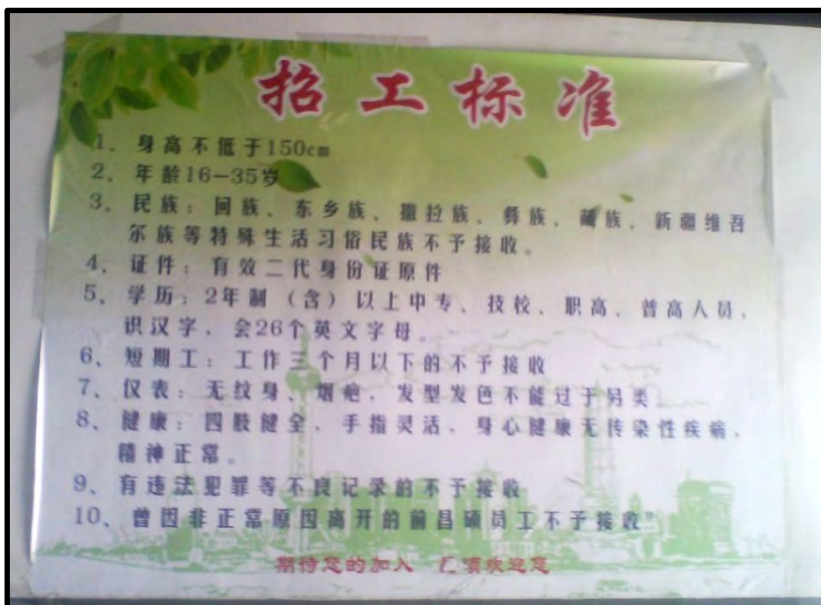 招工标准
1、身高不低于150cm
2、年龄16—35岁
3、民族：回族、东乡族、撒拉族、彝族、藏族、新疆维吾
尔族等特殊生活习俗民族不予接收。
4、证件：有效二代身份证原件
5、学历：2年制（含）以上中专、技校、职高、普高人员，
识汉字，会26个英文字母。
6、短期工：工作三个月以下的不予接收
7、仪表：无纹身、烟疤，发型发色不能过于另类。
8、健康：四肢健全，手指灵活，身心健康无传染性疾病，
精神正常。
9、有违法犯罪等不良记录的不予接收
10、曾因非正常原因离开的前昌硕员工不予接收”
期待您的加入 欢迎您